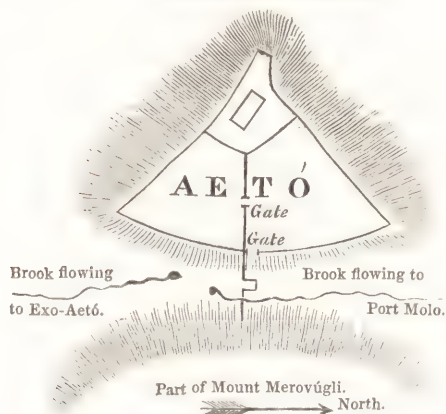 AETÓ
Gate
Gate
Brook flowing
to Exo-Aetó.
Brook flowing to
Port Molo.
Part of Mount Merovúgli.
North.